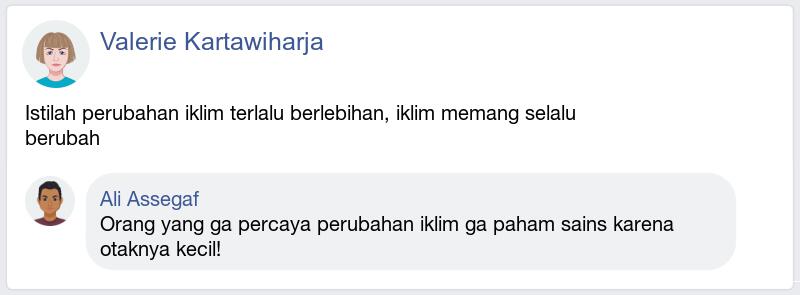 Valerie Kartawiharja
Istilah perubahan iklim terlalu berlebihan, iklim memang selalu
berubah
Ali Assegaf
Orang yang ga percaya perubahan iklim ga paham sains karena
otaknya kecil!